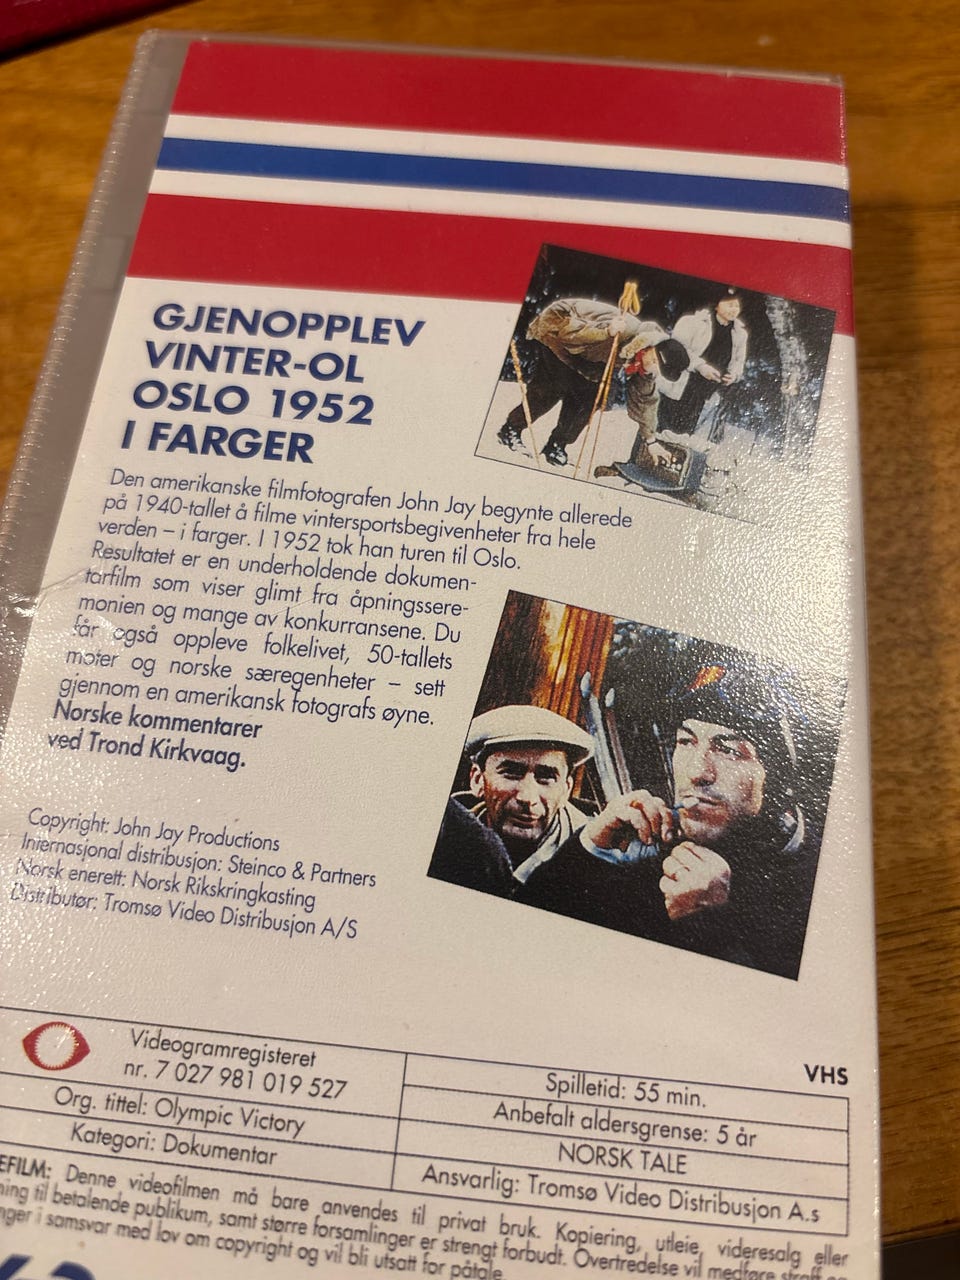 GJENOPPLEV
VINTER-OL
OSLO 1952
I FARGER
Den amerikanske filmfotografen John Jay begynte allerede
på 1940-tallet å filme vintersportsbegivenheter fra hele
verden – i farger. I 1952 tok han turen til Oslo.
Resultatet er en underholdende dokumen-
tarfilm som viser glimt fra åpningssere-
monien og mange av konkurransene. Du
får også oppleve folkelivet, 50-tallets
moter og norske særegenheter – sett
gjennom en amerikansk fotografs øyne.
Norske kommentarer
ved Trond Kirkvaag.
Copyright: John Jay Productions
Internasjonal distribusjon: Steinco & Partners
Norsk enerett: Norsk Rikskringkasting
Distributør: Tromsø Video Distribusjon A/S
VHS
Videogramregisteret
nr. 7 027 981 019 527
Org. tittel: Olympic Victory
Kategori: Dokumentar
Spilletid: 55 min.
Anbefalt aldersgrense: 5 år
NORSK TALE
Ansvarlig: Tromsø Video Distribusjon A.s
EFILM: Denne videofilmen må bare anvendes til privat bruk. Kopiering, utleie, videresalg eller
ning til betalende publikum, samt større forsamlinger er strengt forbudt. Overtredelse vil medføre
nger i samsvar med lov om copyright og vil bli utsatt for påtale.